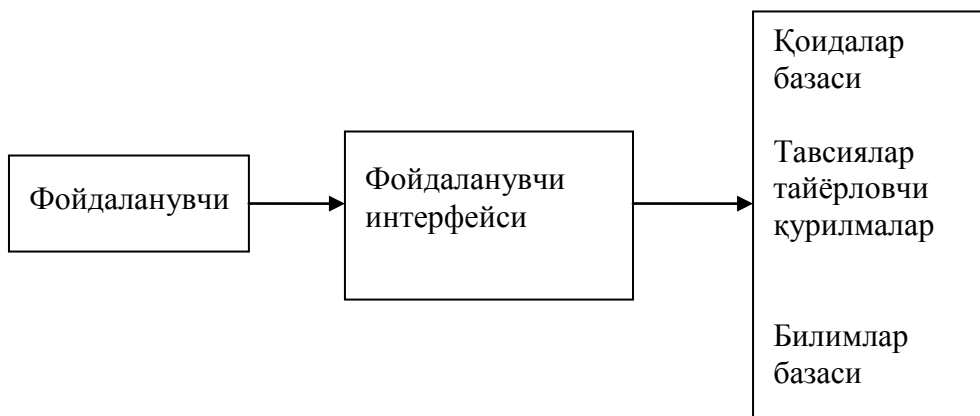 Фойдаланувчи
Фойдаланувчи
интерфейси
Қоидалар
базаси
Тавсиялар
тайёрловчи
қурилмалар
Билимлар
базаси